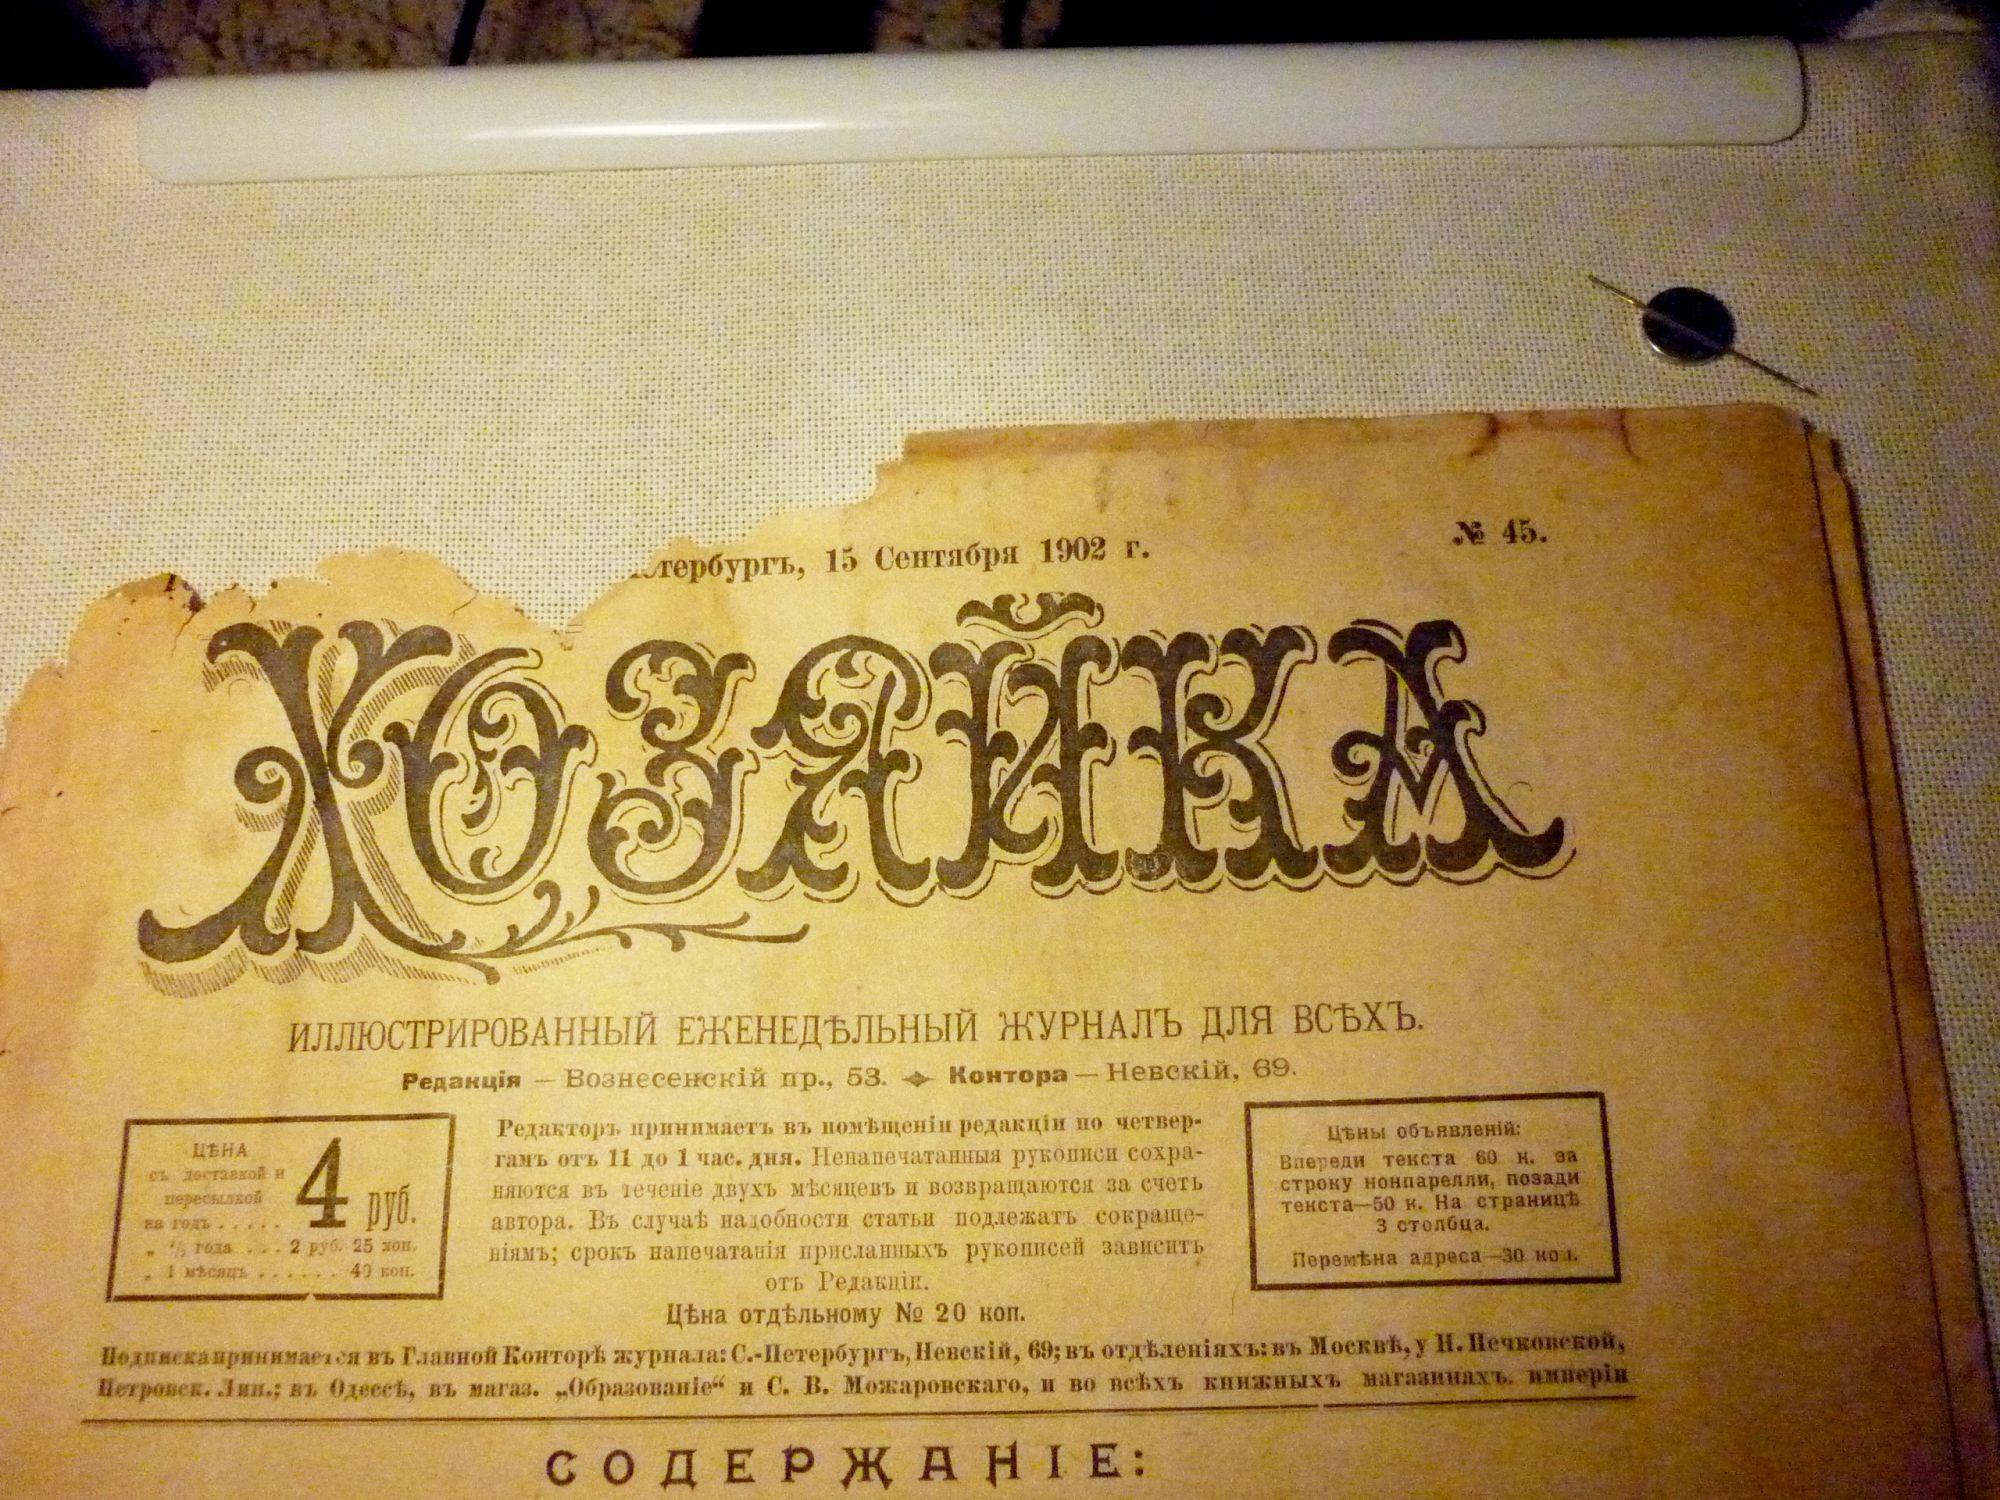 тербургъ, 15 Сентября 1902 г.
№ 45.
ХОЗЯЙКА
ИЛЛЮСТРИРОВАННЫЙ ЕЖЕНЕДѢЛЬНЫЙ ЖУРНАЛЪ ДЛЯ ВСѢХЪ.
Редакція — Вознесенскій пр., 53. Контора — Невскій, 69.
ЦѢНА
съ доставкой и
пересылкой
на годъ ..... 4 руб.
„ ½ года ... 2 руб. 25 коп.
„ 1 мѣсяцъ ...... 40 коп.
Редакторъ принимаетъ въ помѣщеніи редакціи по четвер-
гамъ отъ 11 до 1 час. дня. Ненапечатанныя рукописи сохра-
няются въ теченіе двухъ мѣсяцевъ и возвращаются за счетъ
автора. Въ случаѣ надобности статьи подлежатъ сокраще-
ніямъ; срокъ напечатанія присланныхъ рукописей зависитъ
отъ Редакціи.
Цѣна отдѣльному № 20 коп.
Цѣны объявленій:
Впереди текста 60 к. за
строку нонпарелли, позади
текста—50 к. На страницѣ
3 столбца.
Перемѣна адреса—30 коп.
Подписка принимается въ Главной Конторѣ журнала: С.-Петербургъ, Невскій, 69; въ отдѣленіяхъ: въ Москвѣ, у Н. Печковской,
Петровск. Лин.; въ Одессѣ, въ магаз. „Образованіе“ и С. В. Можаровскаго, и во всѣхъ книжныхъ магазинахъ имперіи
СОДЕРЖАНІЕ: